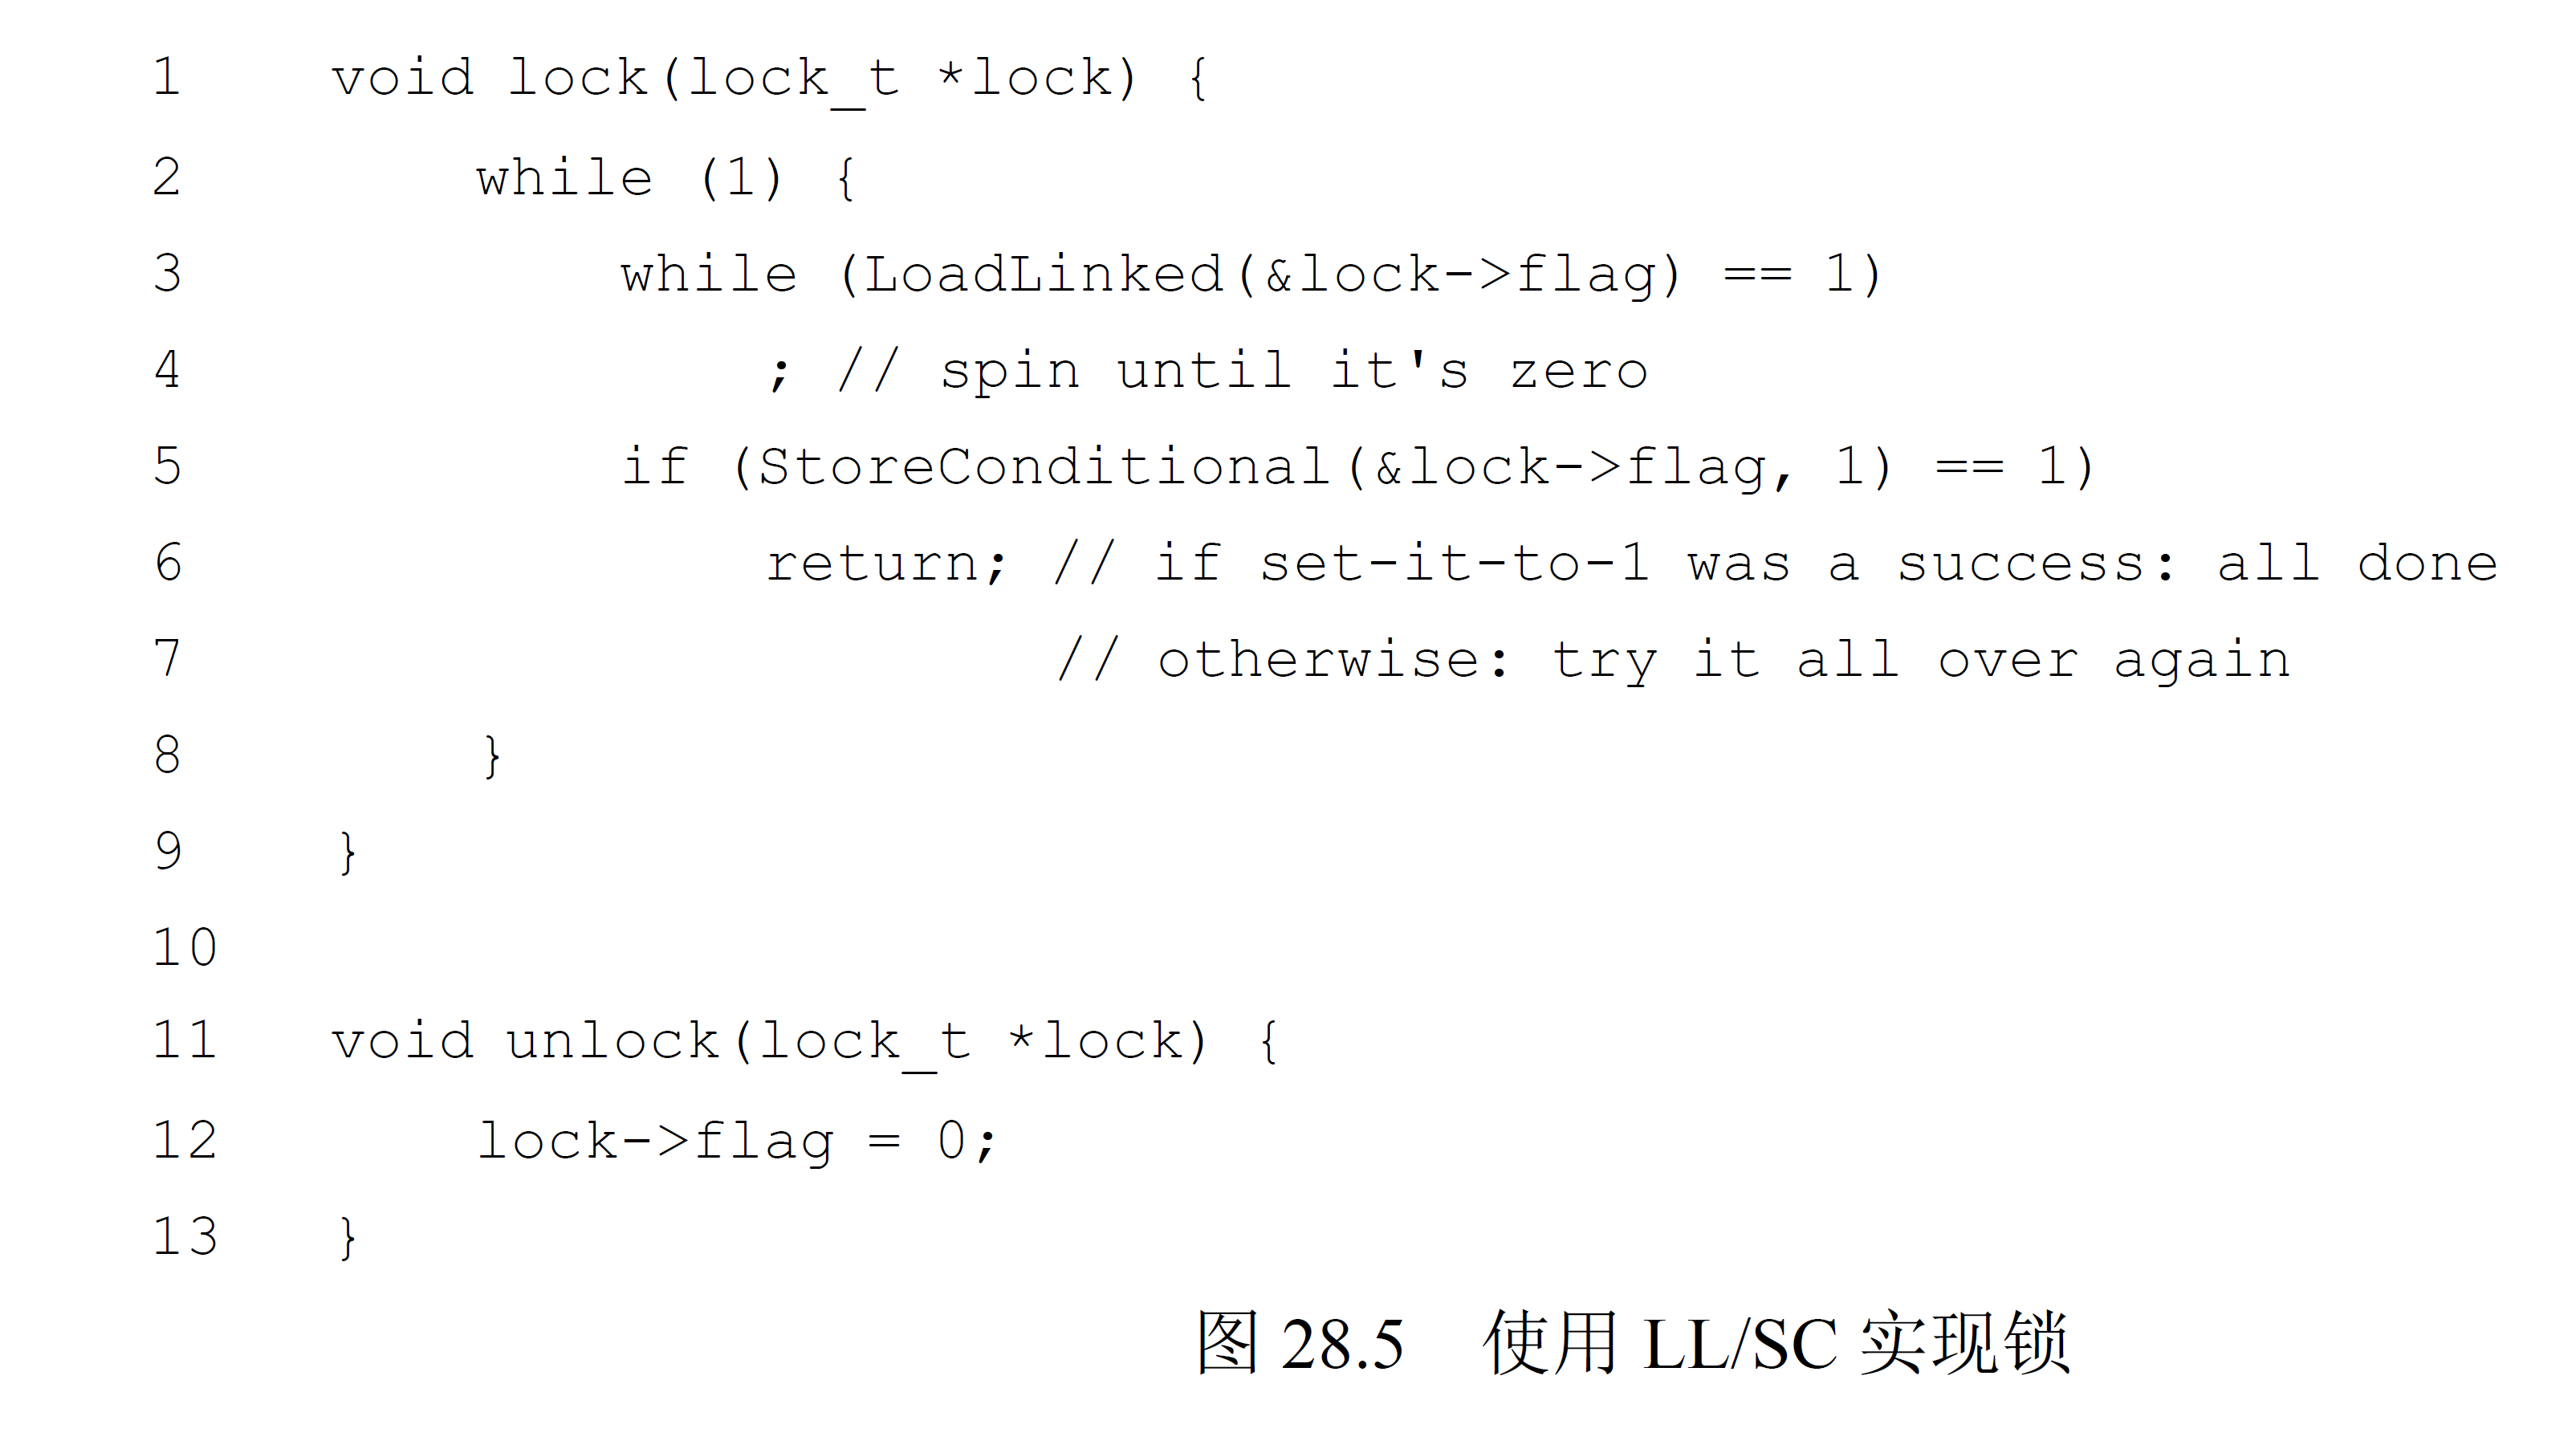 1 void lock(lock_t *lock) {
2 while (1) {
3 while (LoadLinked(&lock->flag) == 1)
4 ; // spin until it's zero
5 if (StoreConditional(&lock->flag, 1) == 1)
6 return; // if set-it-to-1 was a success: all done
7 // otherwise: try it all over again
8 }
9 }
10
11 void unlock(lock_t *lock) {
12 lock->flag = 0;
13 }
图 28.5 使用 LL/SC 实现锁